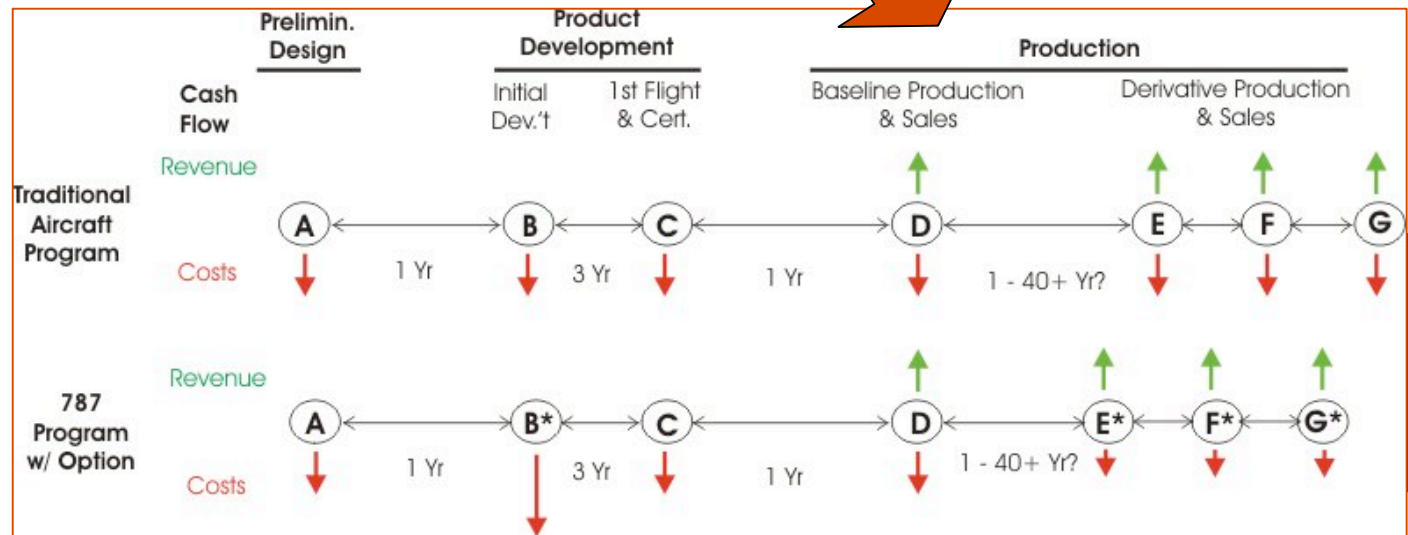 Prelimin.
Design
Product
Development
Production
Cash
Flow
Initial
Dev.'t
1st Flight
& Cert.
Baseline Production
& Sales
Derivative Production
& Sales
Traditional
Aircraft
Program
Revenue
A B C D E F G
Costs
1 Yr 3 Yr 1 Yr 1 - 40+ Yr?
787
Program
w/ Option
Revenue
A B* C D E* F* G*
Costs
1 Yr 3 Yr 1 Yr 1 - 40+ Yr?